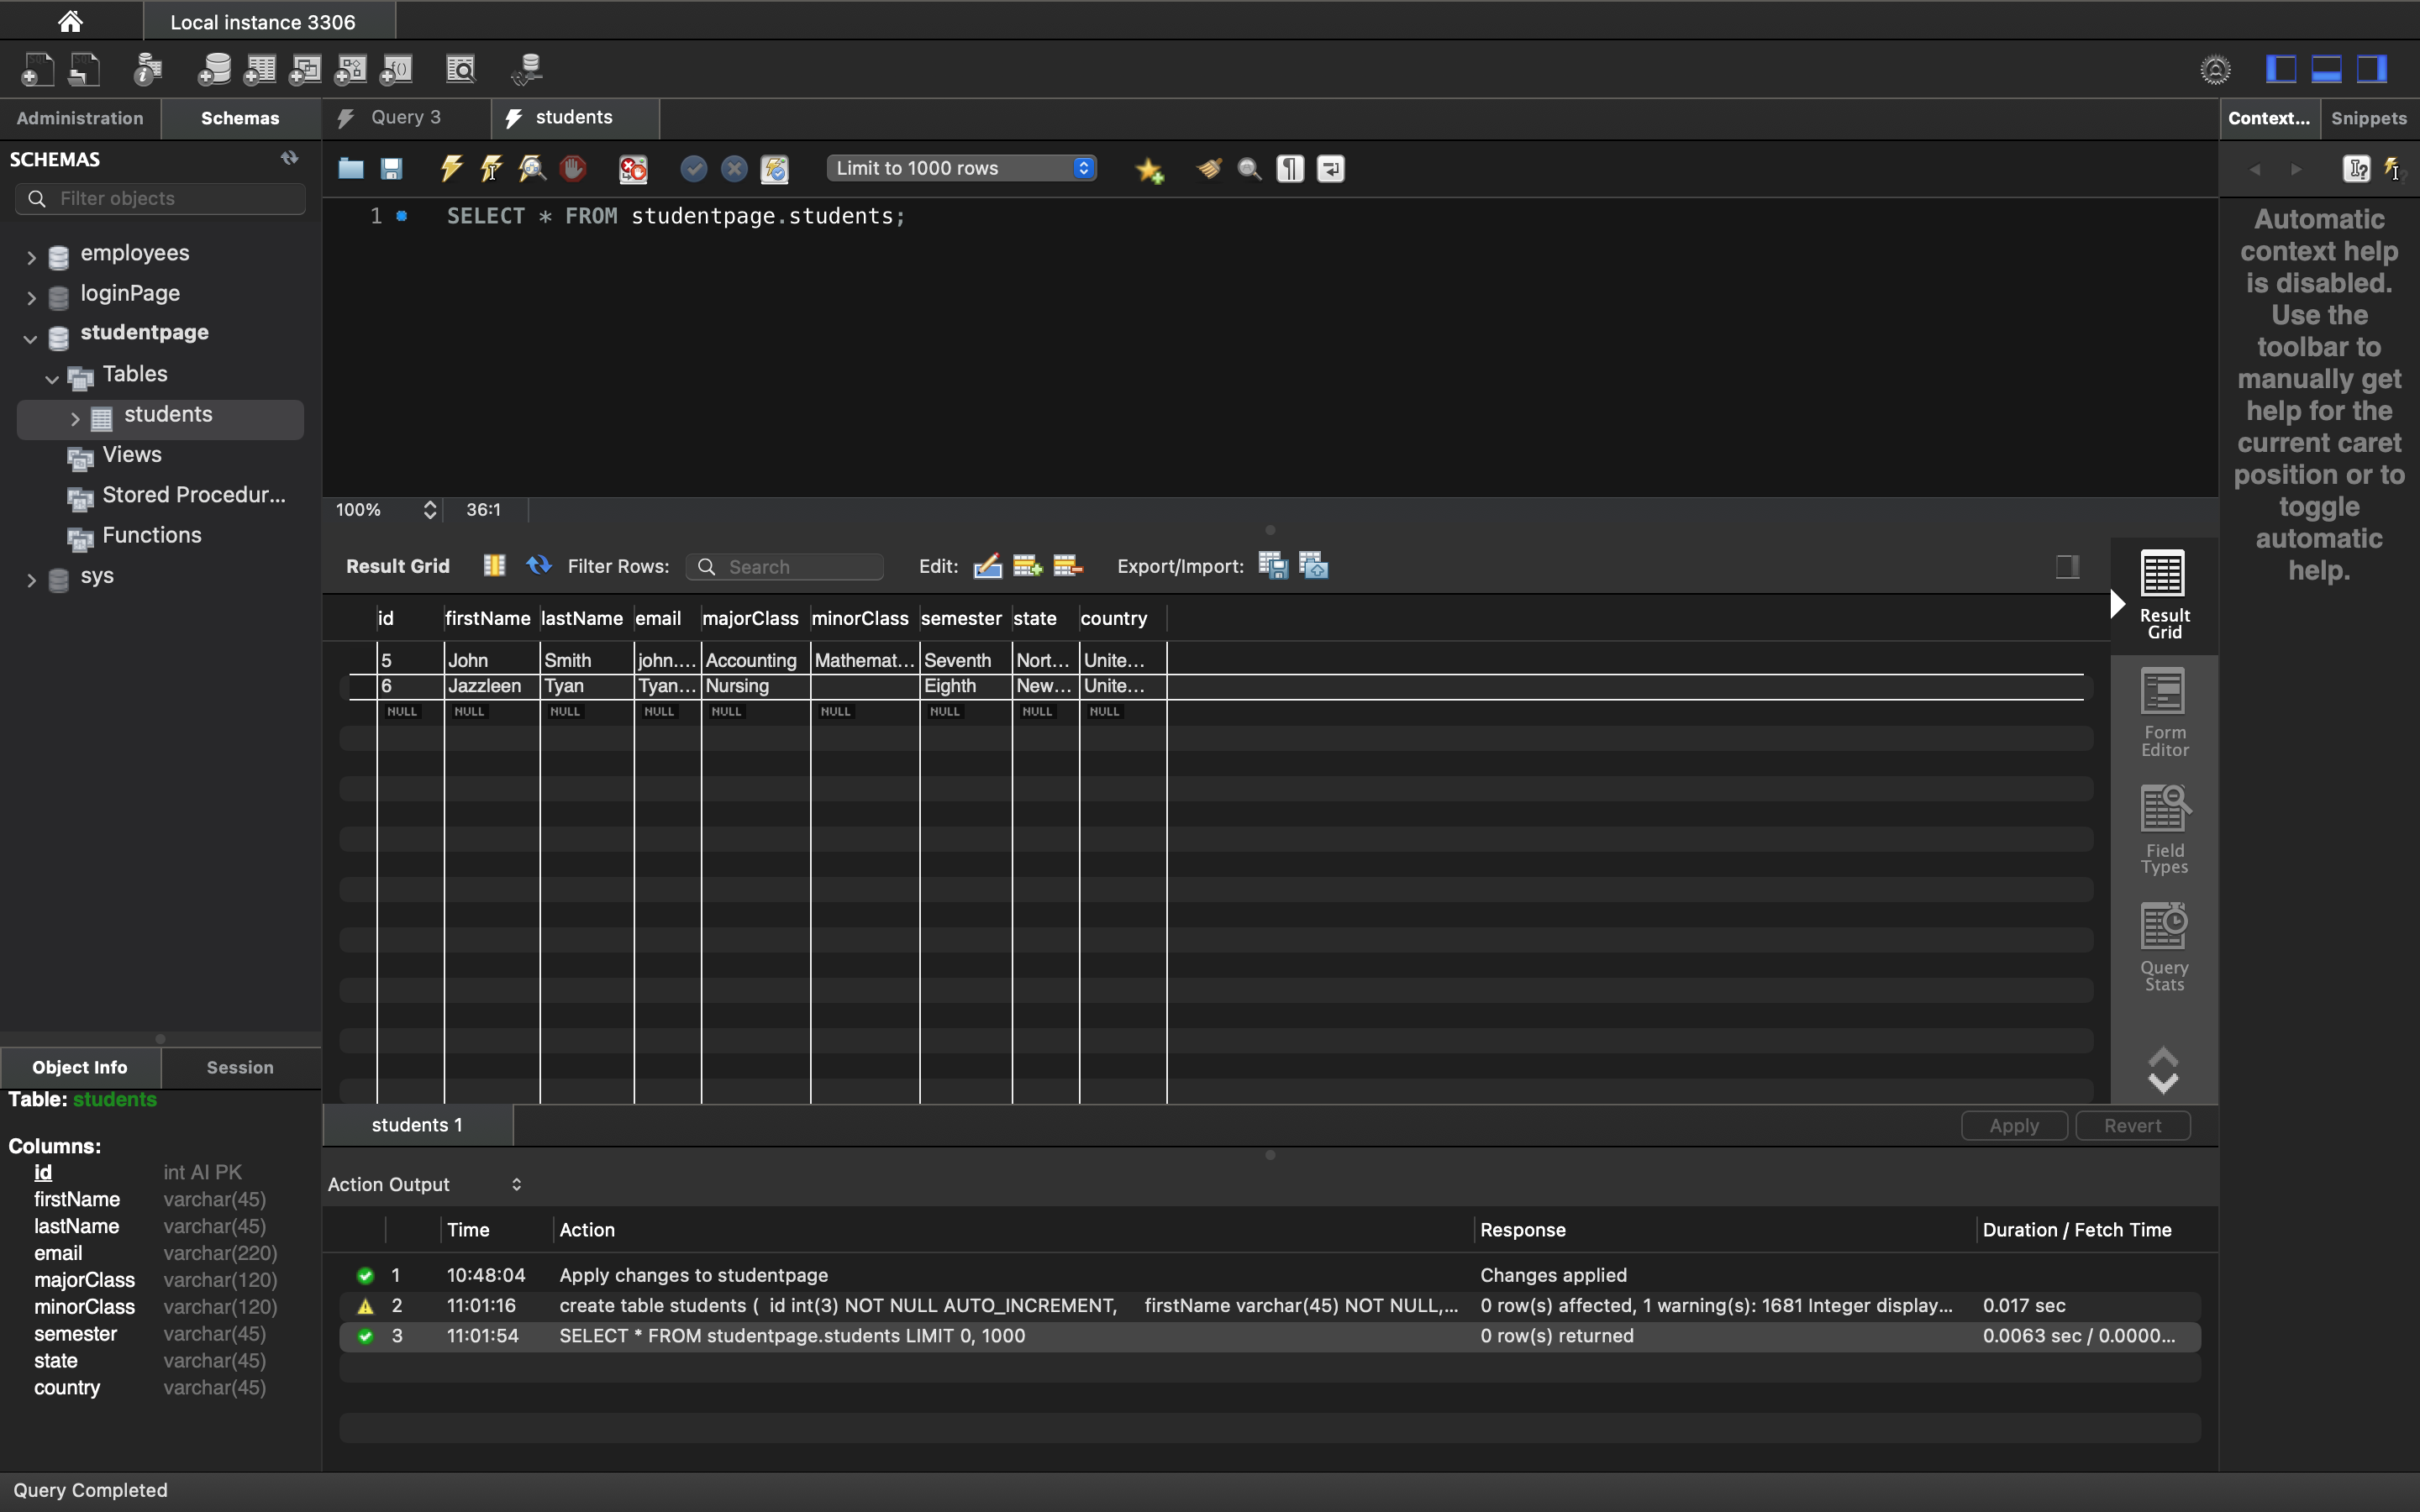 Local instance 3306
Administration Schemas Query 3 students Context... Snippets
SCHEMAS
Filter objects
Limit to 1000 rows
1 SELECT * FROM studentpage.students;
employees
loginPage
studentpage
Tables
students
Views
Stored Procedur...
Functions
sys
Automatic
context help
is disabled.
Use the
toolbar to
manually get
help for the
current caret
position or to
toggle
automatic
help.
100% 36:1
Result Grid Filter Rows: Search Edit: Export/Import:
id firstName lastName email majorClass minorClass semester state country
5 John Smith john.... Accounting Mathemat... Seventh Nort... Unite...
6 Jazzleen Tyan Tyan... Nursing Eighth New... Unite...
NULL NULL NULL NULL NULL NULL NULL NULL NULL
Result
Grid
Form
Editor
Field
Types
Query
Stats
students 1 Apply Revert
Object Info Session
Table: students
Columns:
id int AI PK
firstName varchar(45)
lastName varchar(45)
email varchar(220)
majorClass varchar(120)
minorClass varchar(120)
semester varchar(45)
state varchar(45)
country varchar(45)
Action Output
Time Action Response Duration / Fetch Time
1 10:48:04 Apply changes to studentpage Changes applied
2 11:01:16 create table students ( id int(3) NOT NULL AUTO_INCREMENT, firstName varchar(45) NOT NULL,... 0 row(s) affected, 1 warning(s): 1681 Integer display... 0.017 sec
3 11:01:54 SELECT * FROM studentpage.students LIMIT 0, 1000 0 row(s) returned 0.0063 sec / 0.0000...
Query Completed